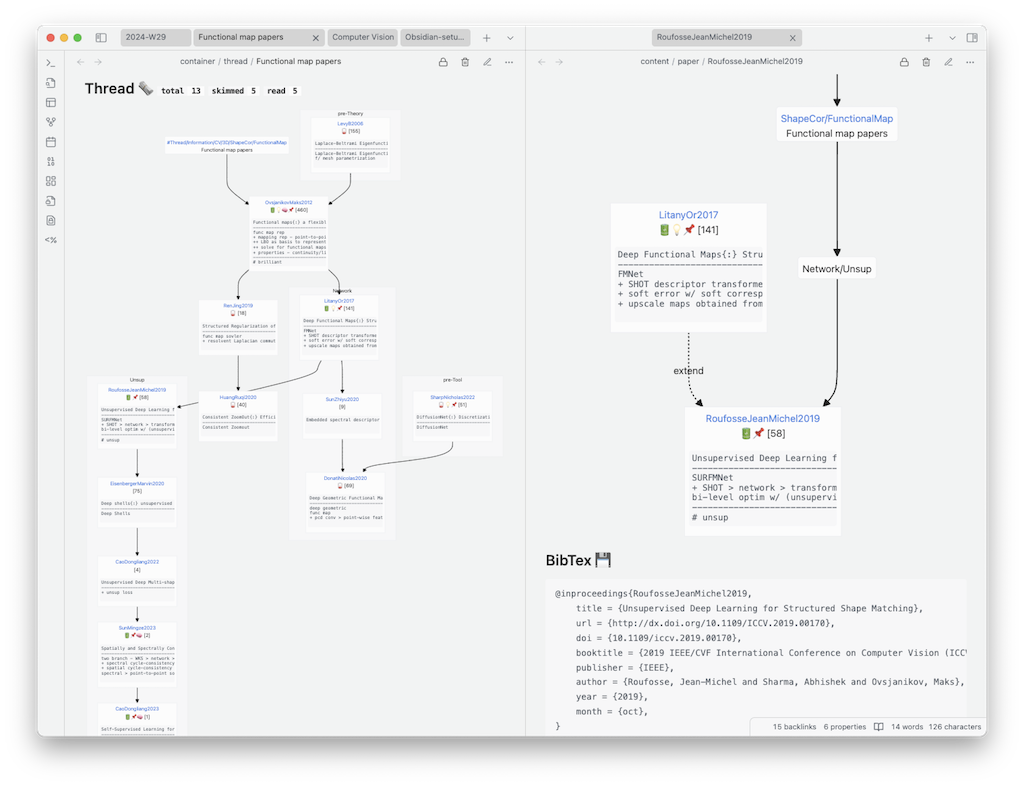 2024-W29
Functional map papers
Computer Vision
Obsidian-setu...
RoufosseJeanMichel2019
container / thread / Functional map papers
content / paper / RoufosseJeanMichel2019
Thread
total 13 skimmed 5 read 5
pre-Theory
LevyB2006
[155]
Laplace-Beltrami Eigenfuncti
Laplace-Beltrami Eigenfuncti
f/ mesh parametrization
#Thread/Information/CV/3D/ShapeCor/FunctionalMap
Functional map papers
OvsjanikovMaks2012
[460]
Functional maps{:} a flexibl
func map rep
+ mapping rep - point-to-poi
++ LBO as basis to represent
++ solve for functional maps
+ properties - continuity/li
# brilliant
RenJing2019
[18]
Structured Regularization of
func map sovler
+ resolvent Laplacian commut
Network
LitanyOr2017
[141]
Deep Functional Maps{:} Stru
FMNet
+ SHOT descriptor transforme
+ soft error w/ soft corresp
+ upscale maps obtained from
Unsup
RoufosseJeanMichel2019
[58]
Unsupervised Deep Learning f
SURFMNet
+ SHOT > network > transform
bi-level optim w/ (unsupervi
# unsup
HuangRuqi2020
[40]
Consistent ZoomOut{:} Effici
Consistent Zoomout
SunZhiyu2020
[9]
Embedded spectral descriptor
pre-Tool
SharpNicholas2022
[51]
DiffusionNet{:} Discretizati
DiffusionNet
EisenbergerMarvin2020
[75]
Deep shells{:} unsupervised
Deep Shells
DonatiNicolas2020
[69]
Deep Geometric Functional Ma
deep geometric
func map
+ pcd conv > point-wise feat
CaoDongliang2022
[4]
Unsupervised Deep Multi-shap
+ unsup loss
SunMingze2023
[2]
Spatially and Spectrally Con
two branch - WKS > network >
+ spectral cycle-consistency
+ spatial cycle-consistency
spectral + point-to-point so
CaoDongliang2023
[1]
Self-Supervised Learning for
ShapeCor/FunctionalMap
Functional map papers
LitanyOr2017
[141]
Deep Functional Maps{:} Stru
FMNet
+ SHOT descriptor transforme
+ soft error w/ soft corresp
+ upscale maps obtained from
Network/Unsup
extend
RoufosseJeanMichel2019
[58]
Unsupervised Deep Learning f
SURFMNet
+ SHOT > network > transform
bi-level optim w/ (unsupervi
# unsup
BibTex
@inproceedings{RoufosseJeanMichel2019,
title = {Unsupervised Deep Learning for Structured Shape Matching},
url = {http://dx.doi.org/10.1109/ICCV.2019.00170},
doi = {10.1109/iccv.2019.00170},
booktitle = {2019 IEEE/CVF International Conference on Computer Vision (ICCV
publisher = {IEEE},
author = {Roufosse, Jean-Michel and Sharma, Abhishek and Ovsjanikov, Maks},
year = {2019},
month = {oct},
}
15 backlinks 6 properties 14 words 126 characters